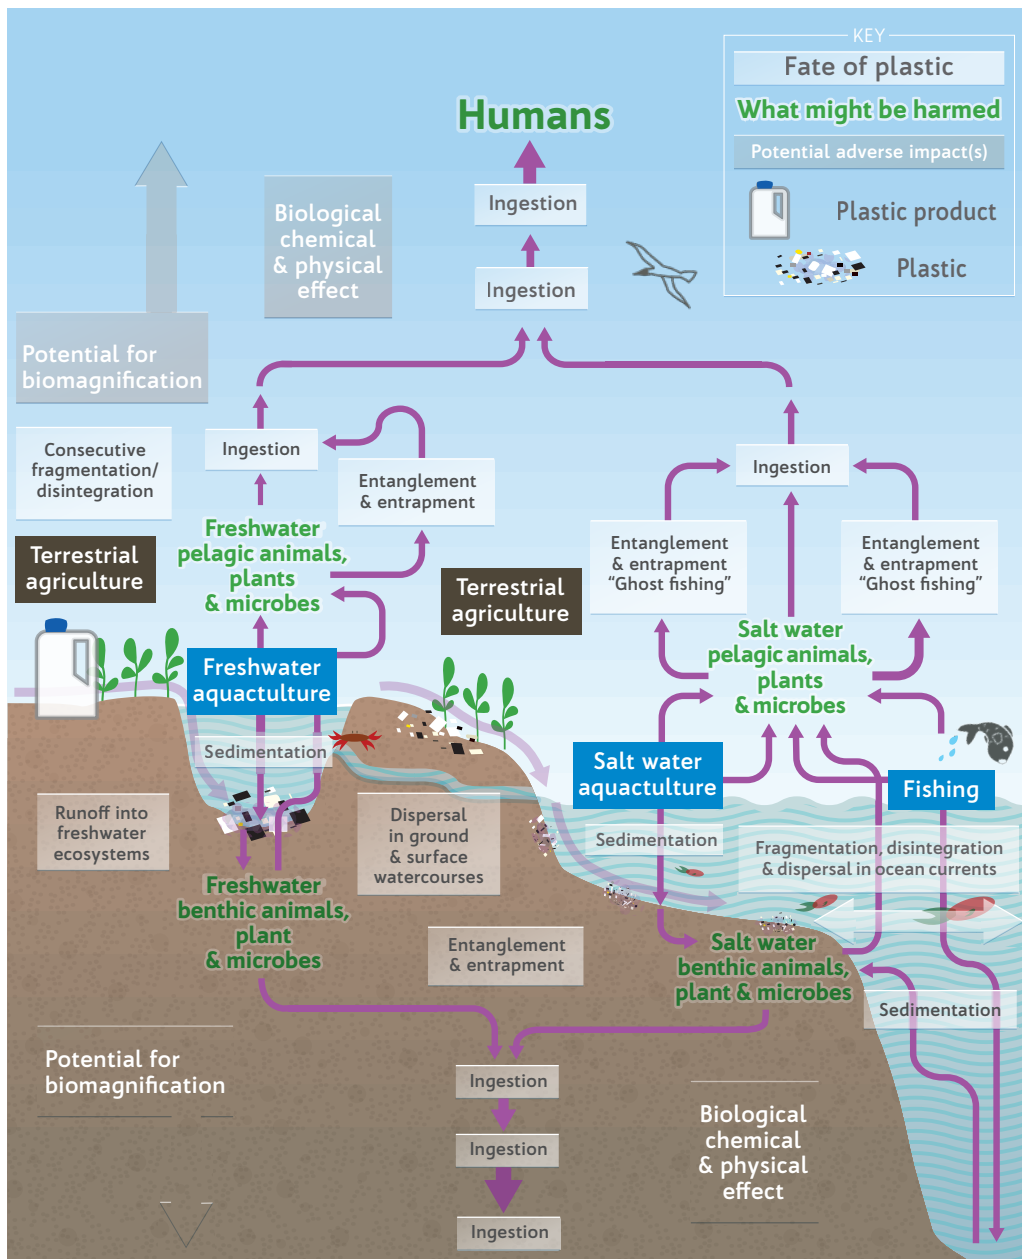 KEY
Fate of plastic
What might be harmed
Potential adverse impact(s)
Plastic product
Plastic
Humans
Ingestion
Ingestion
Biological
chemical
& physical
effect
Potential for
biomagnification
Consecutive
fragmentation/
disintegration
Ingestion
Entanglement
& entrapment
Ingestion
Entanglement
& entrapment
“Ghost fishing”
Entanglement
& entrapment
“Ghost fishing”
Freshwater
pelagic animals,
plants
& microbes
Terrestrial
agriculture
Terrestrial
agriculture
Salt water
pelagic animals,
plants
& microbes
Freshwater
aquactulture
Sedimentation
Salt water
aquactulture
Fishing
Runoff into
freshwater
ecosystems
Dispersal
in ground
& surface
watercourses
Sedimentation
Fragmentation, disintegration
& dispersal in ocean currents
Freshwater
benthic animals,
plant
& microbes
Entanglement
& entrapment
Salt water
benthic animals,
plant & microbes
Sedimentation
Potential for
biomagnification
Ingestion
Ingestion
Ingestion
Biological
chemical
& physical
effect